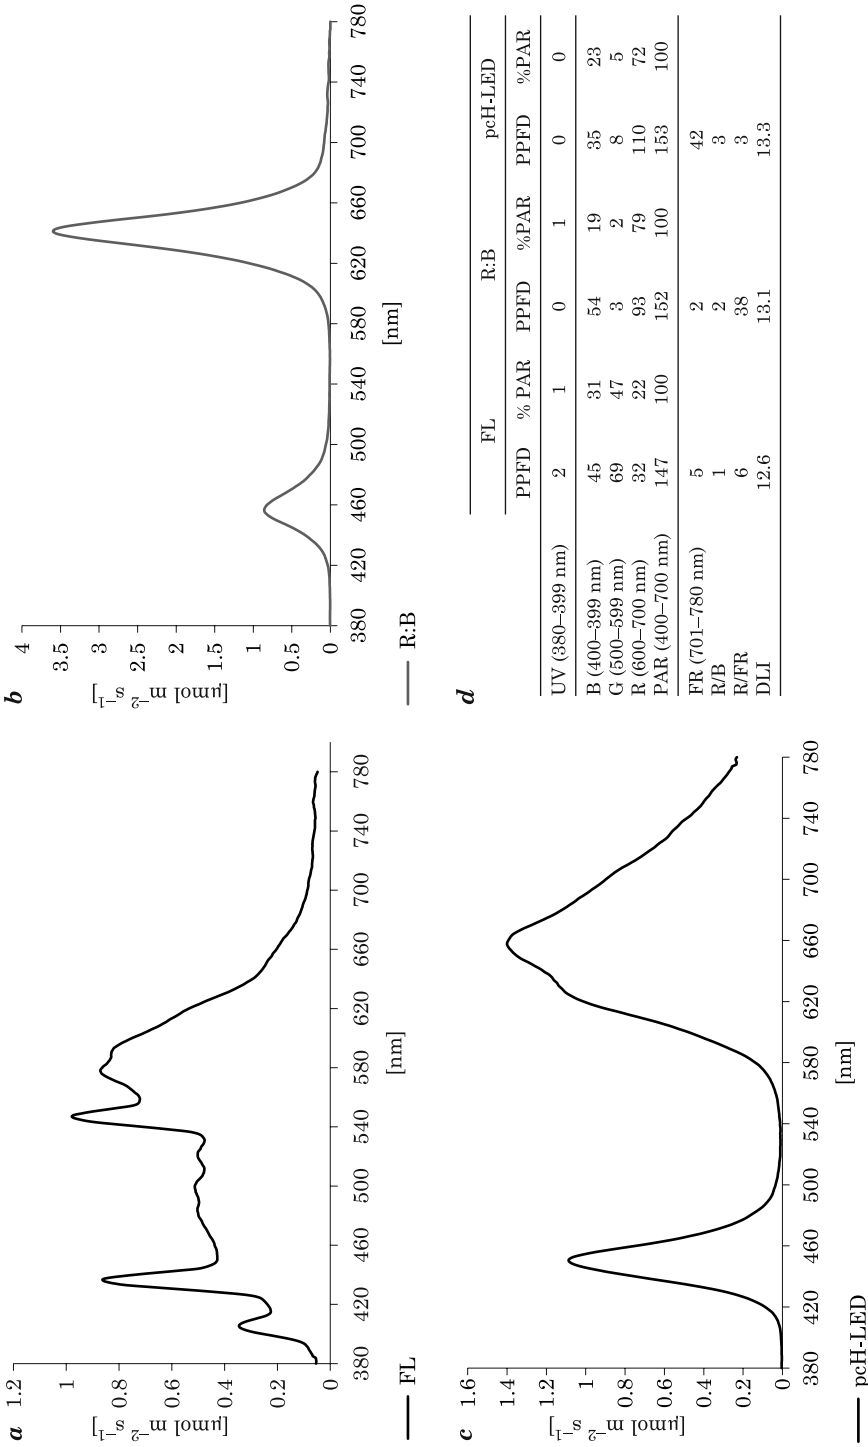 a
[µmol m⁻² s⁻¹]
1.2
1
0.8
0.6
0.4
0.2
0
380 420 460 500 540 580 620 660 700 740 780
[nm]
FL
b
[µmol m⁻² s⁻¹]
4
3.5
3
2.5
2
1.5
1
0.5
0
380 420 460 500 540 580 620 660 700 740 780
[nm]
R:B
c
[µmol m⁻² s⁻¹]
1.6
1.4
1.2
1
0.8
0.6
0.4
0.2
0
380 420 460 500 540 580 620 660 700 740 780
[nm]
pcH-LED
d
FL R:B pcH-LED
PPFD % PAR PPFD %PAR PPFD %PAR
UV (380–399 nm) 2 1 0 1 0 0
B (400–399 nm) 45 31 54 19 35 23
G (500–599 nm) 69 47 3 2 8 5
R (600–700 nm) 32 22 93 79 110 72
PAR (400–700 nm) 147 100 152 100 153 100
FR (701–780 nm) 5 2 42
R/B 1 2 3
R/FR 6 38 3
DLI 12.6 13.1 13.3